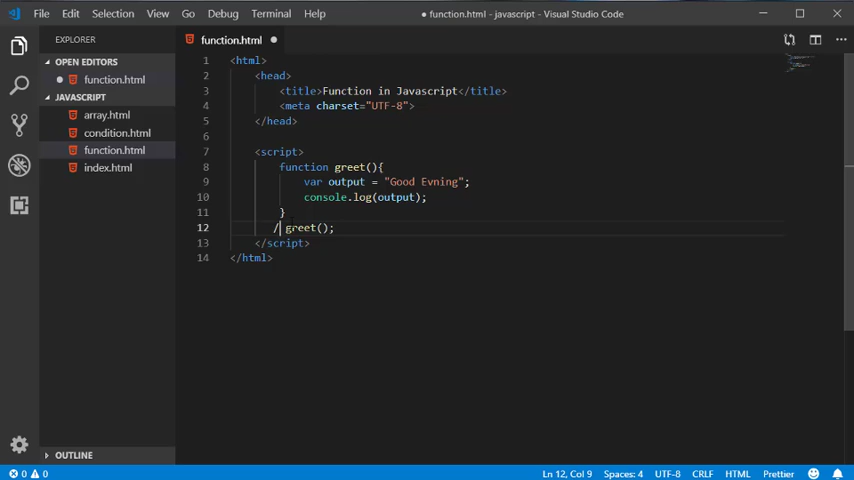 File Edit Selection View Go Debug Terminal Help ● function.html - javascript - Visual Studio Code
EXPLORER
function.html ●
OPEN EDITORS
● function.html
JAVASCRIPT
array.html
condition.html
function.html
index.html
1 <html>
2 <head>
3 <title>Function in Javascript</title>
4 <meta charset="UTF-8">
5 </head>
6
7 <script>
8 function greet(){
9 var output = "Good Evning";
10 console.log(output);
11 }
12 / greet();
13 </script>
14 </html>
OUTLINE
0 0 Ln 12, Col 9 Spaces: 4 UTF-8 CRLF HTML Prettier